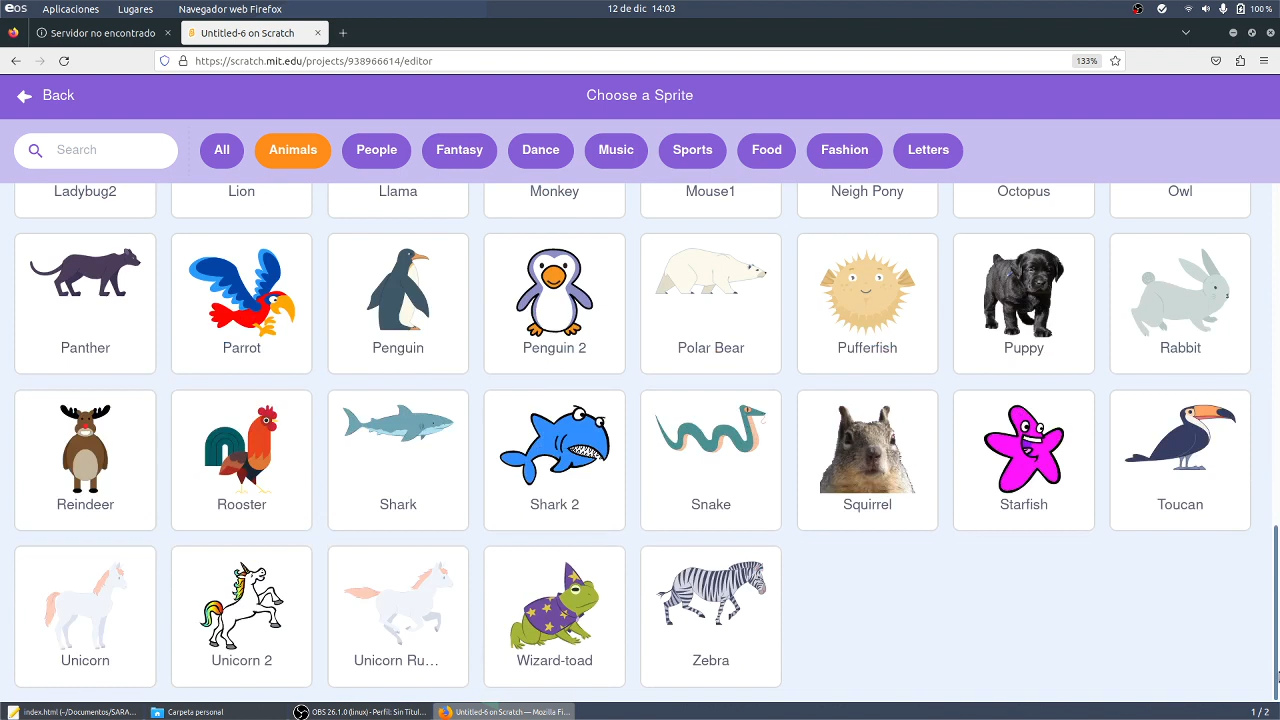 eos Aplicaciones Lugares Navegador web Firefox 12 de dic 14:03 100 %
Servidor no encontrado Untitled-6 on Scratch
https://scratch.mit.edu/projects/938966614/editor 133%
Back Choose a Sprite
Search All Animals People Fantasy Dance Music Sports Food Fashion Letters
Ladybug2 Lion Llama Monkey Mouse1 Neigh Pony Octopus Owl
Panther Parrot Penguin Penguin 2 Polar Bear Pufferfish Puppy Rabbit
Reindeer Rooster Shark Shark 2 Snake Squirrel Starfish Toucan
Unicorn Unicorn 2 Unicorn Ru... Wizard-toad Zebra
index.html (~/Documentos/SARA... Carpeta personal OBS 26.1.0 (linux) - Perfil: Sin Títul... Untitled-6 on Scratch — Mozilla Fi... 1 / 2